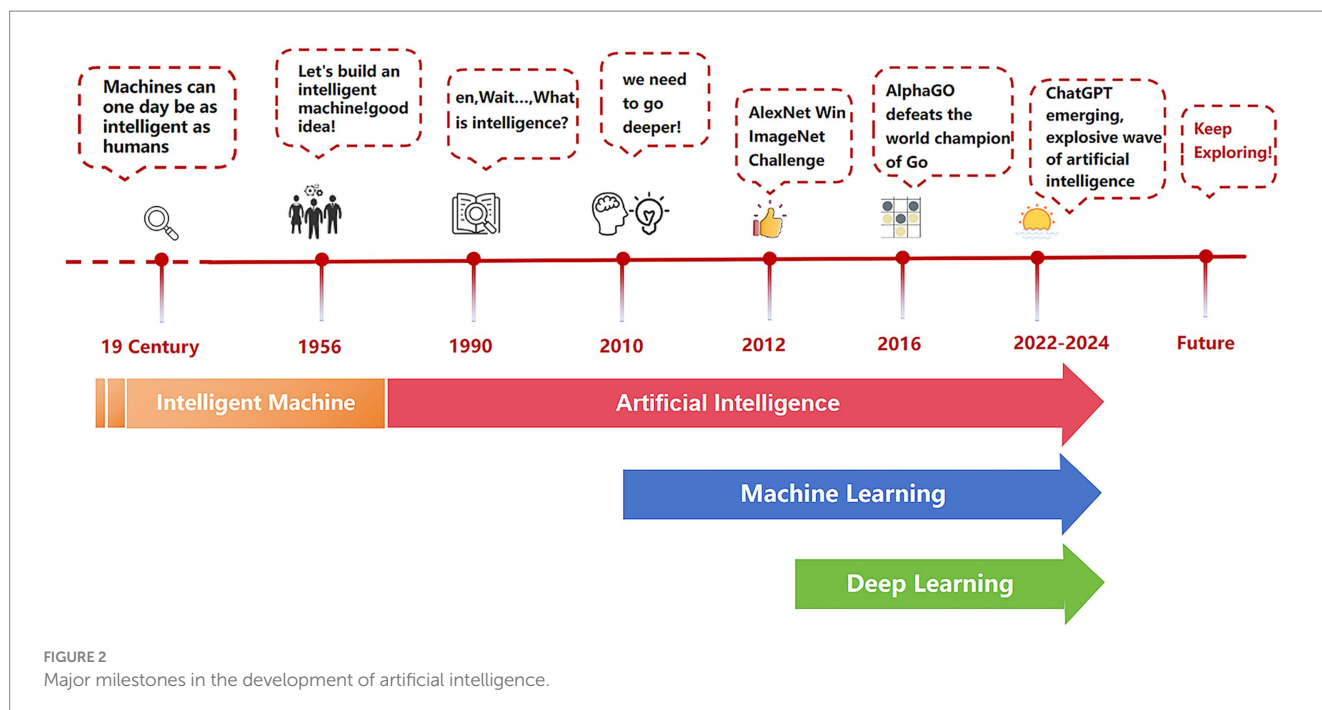 Machines can
one day be as
intelligent as
humans
Let's build an
intelligent
machine!good
idea!
en,Wait...,What
is intelligence?
we need
to go
deeper!
AlexNet Win
ImageNet
Challenge
AlphaGO
defeats the
world champion
of Go
ChatGPT
emerging,
explosive wave
of artificial
intelligence
Keep
Exploring!
19 Century
1956
1990
2010
2012
2016
2022-2024
Future
Intelligent Machine
Artificial Intelligence
Machine Learning
Deep Learning
FIGURE 2
Major milestones in the development of artificial intelligence.